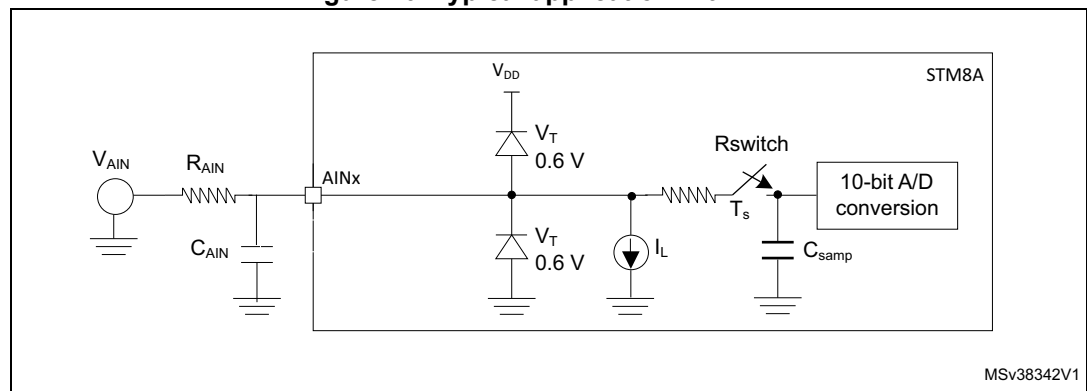 STM8A
V_DD
V_T
0.6 V
Rswitch
V_AIN
R_AIN
AINx
10-bit A/D
conversion
T_s
C_AIN
V_T
0.6 V
I_L
C_samp
MSv38342V1